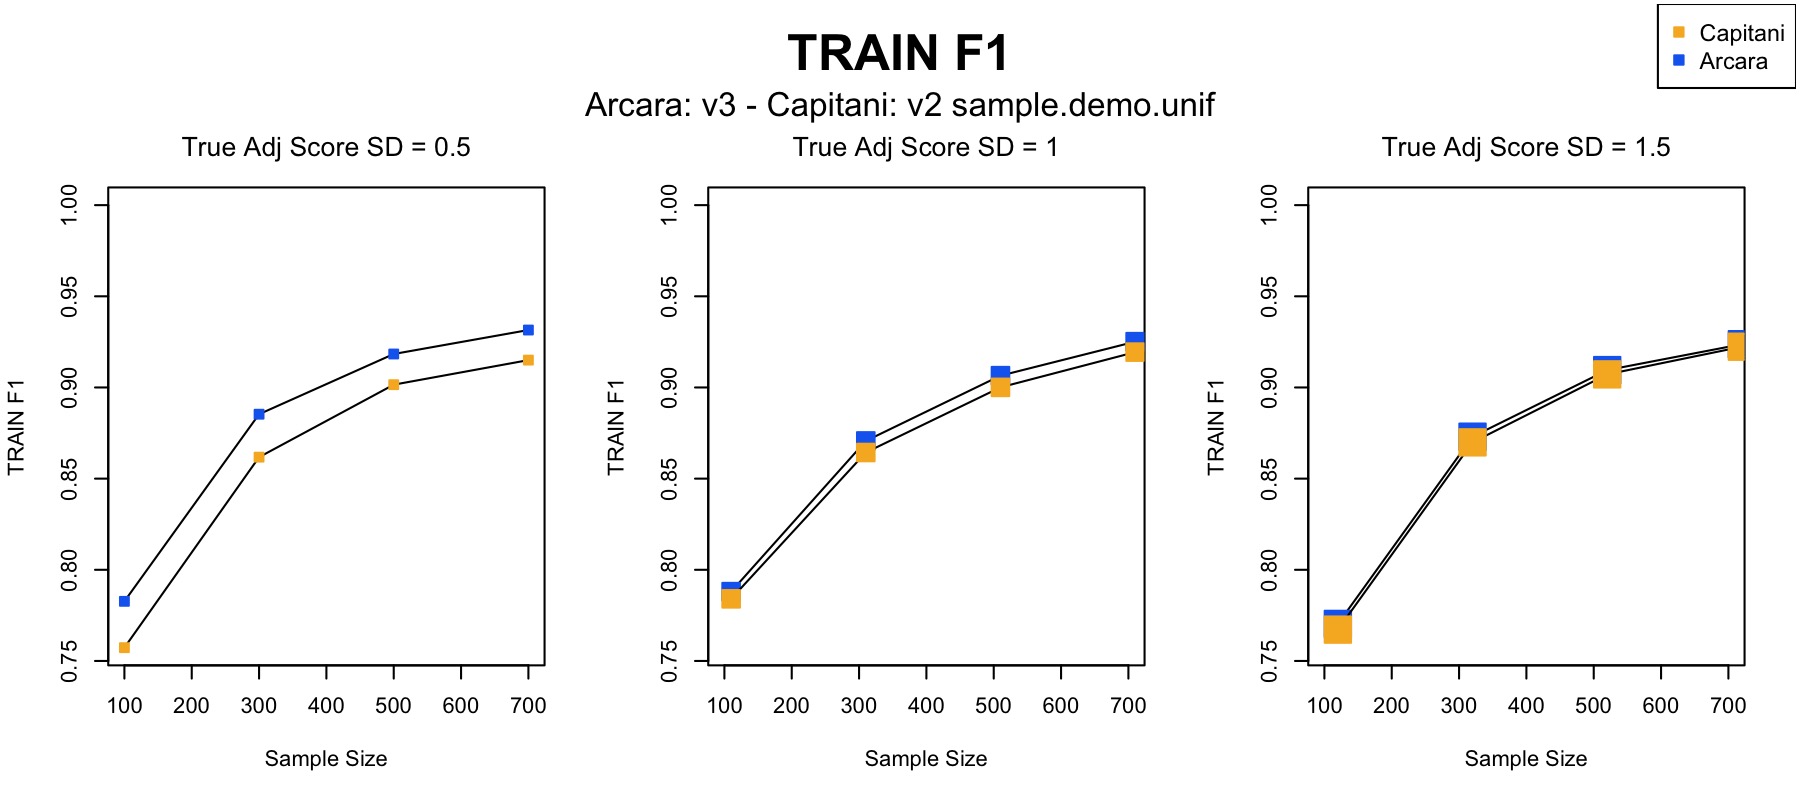 TRAIN F1
Arcara: v3 - Capitani: v2 sample.demo.unif
Capitani
Arcara
True Adj Score SD = 0.5
1.00
0.95
0.90
0.85
0.80
0.75
TRAIN F1
100 200 300 400 500 600 700
Sample Size
True Adj Score SD = 1
1.00
0.95
0.90
0.85
0.80
0.75
TRAIN F1
100 200 300 400 500 600 700
Sample Size
True Adj Score SD = 1.5
1.00
0.95
0.90
0.85
0.80
0.75
TRAIN F1
100 200 300 400 500 600 700
Sample Size